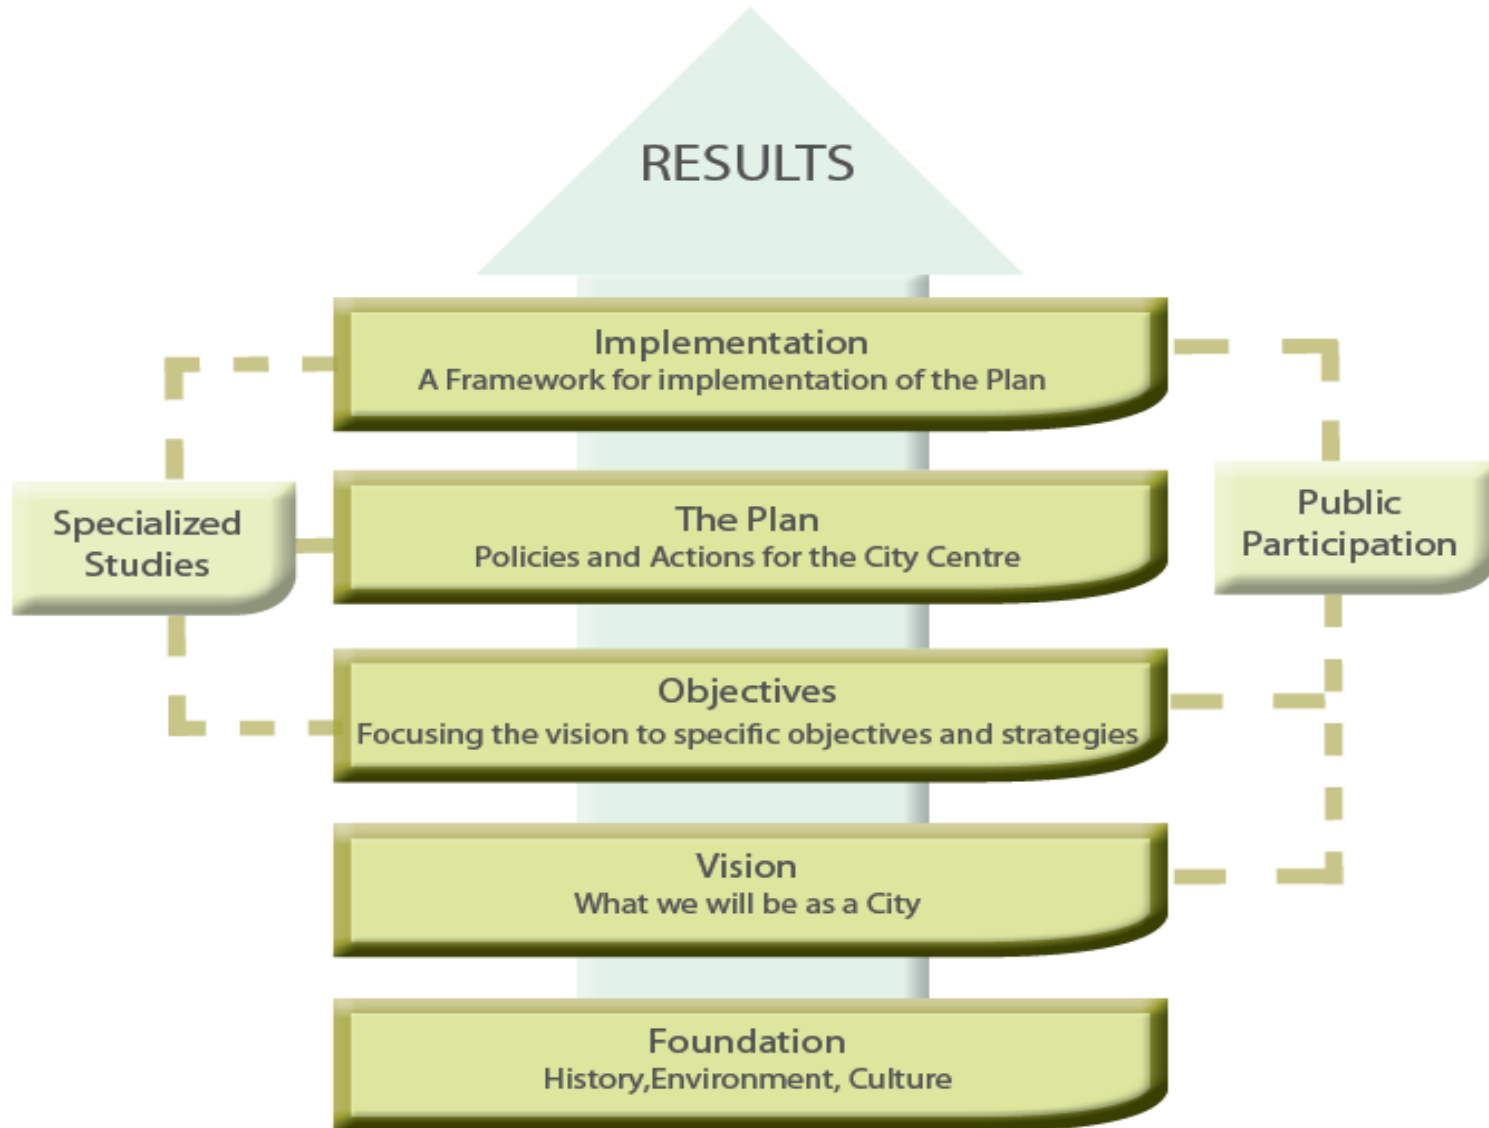 RESULTS
Implementation
A Framework for implementation of the Plan
Specialized
Studies
The Plan
Policies and Actions for the City Centre
Public
Participation
Objectives
Focusing the vision to specific objectives and strategies
Vision
What we will be as a City
Foundation
History,Environment, Culture